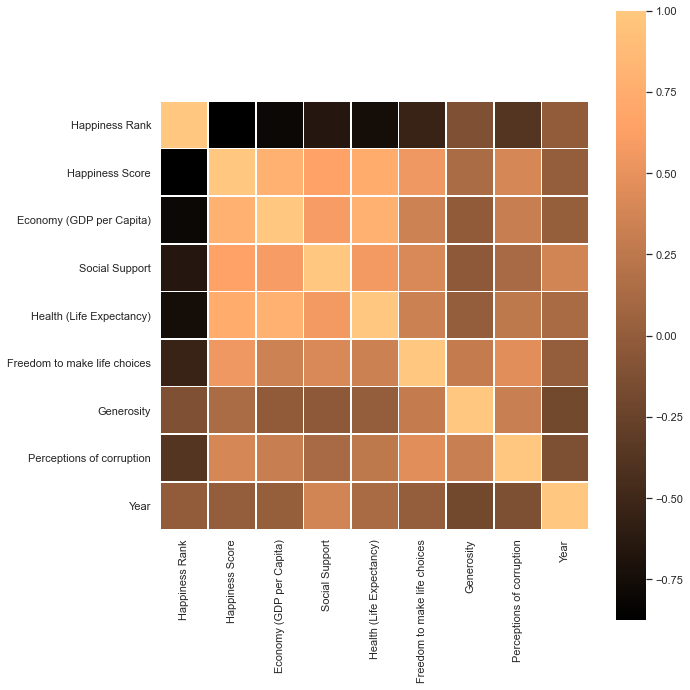 1.00
0.75
0.50
0.25
0.00
−0.25
−0.50
−0.75
Happiness Rank
Happiness Score
Economy (GDP per Capita)
Social Support
Health (Life Expectancy)
Freedom to make life choices
Generosity
Perceptions of corruption
Year
Happiness Rank
Happiness Score
Economy (GDP per Capita)
Social Support
Health (Life Expectancy)
Freedom to make life choices
Generosity
Perceptions of corruption
Year